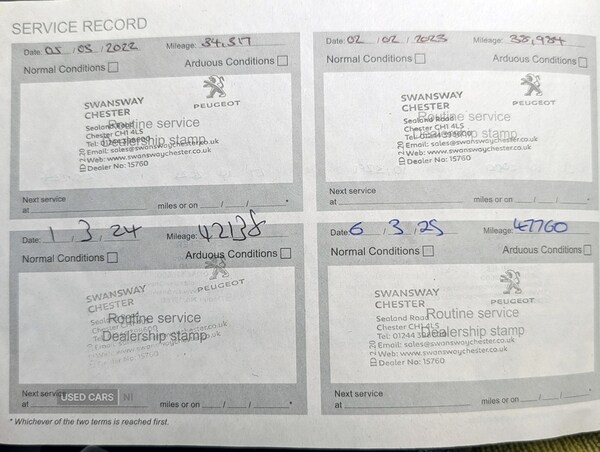 SERVICE RECORD
Date: 03 / 03 / 2022 Mileage: 34,517
Normal Conditions Arduous Conditions
SWANSWAY
CHESTER
PEUGEOT
Routine service
Sealand Road
Chester CH1 4LS
Dealership stamp
Email: sales@swanswaychester.co.uk
Web: www.swanswaychester.co.uk
Dealer No: 15760
Next service
at miles or on / / *
Date: 02 / 02 / 2023 Mileage: 38,984
Normal Conditions Arduous Conditions
SWANSWAY
CHESTER
PEUGEOT
Routine service
Sealand Road
Chester CH1 4LS
Dealership stamp
Email: sales@swanswaychester.co.uk
Web: www.swanswaychester.co.uk
Dealer No: 15760
Next service
at miles or on / / *
Date: 1 / 3 / 24 Mileage: 42138
Normal Conditions Arduous Conditions
SWANSWAY
CHESTER
PEUGEOT
Routine service
Dealership stamp
Next service
at miles or on / / *
USED CARS NI
Date: 6 / 3 / 25 Mileage: 47760
Normal Conditions Arduous Conditions
SWANSWAY
CHESTER
PEUGEOT
Routine service
Sealand Road
Chester CH1 4LS
Dealership stamp
Email: sales@swanswaychester.co.uk
Web: www.swanswaychester.co.uk
Dealer No: 15760
Next service
at miles or on / / *
* Whichever of the two terms is reached first.